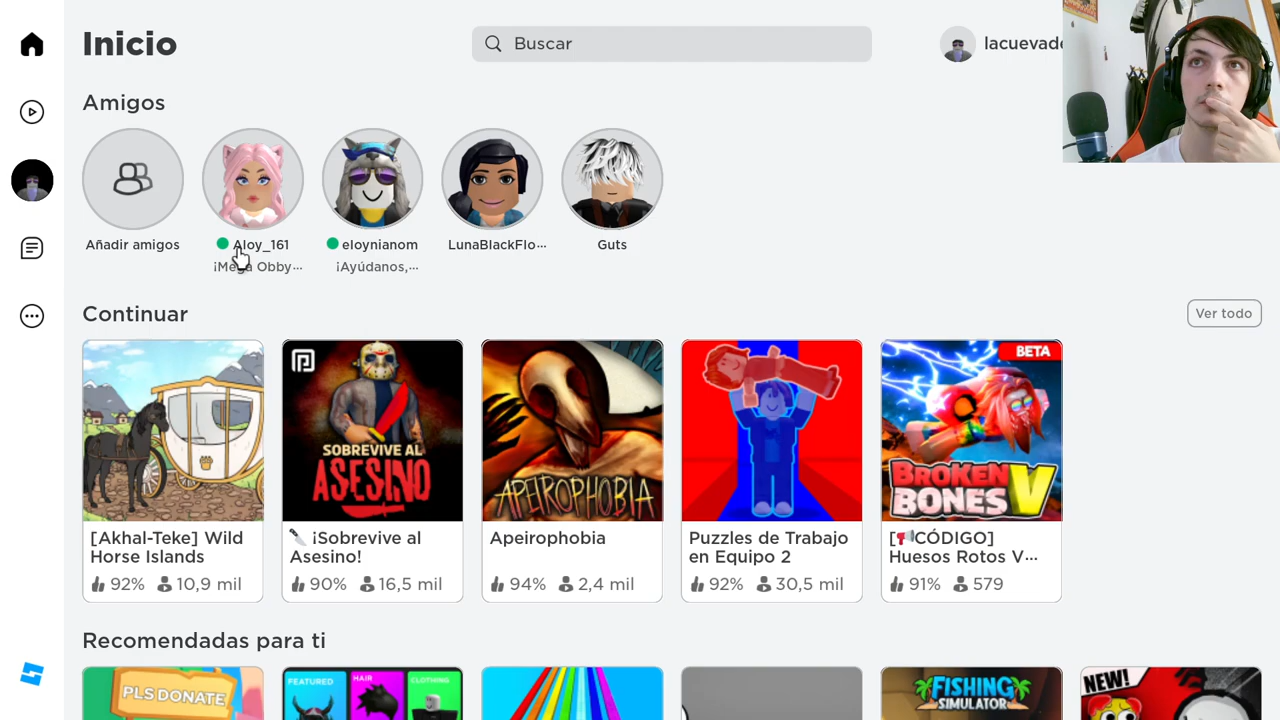 Inicio
Buscar
lacuevade
Amigos
Añadir amigos
Aloy_161
¡Mega Obby...
eloynianom
¡Ayúdanos,...
LunaBlackFlo...
Guts
Continuar
Ver todo
SOBREVIVE AL
ASESINO
APEIROPHOBIA
BETA
BROKEN
BONES V
[Akhal-Teke] Wild
Horse Islands
92% 10,9 mil
¡Sobrevive al
Asesino!
90% 16,5 mil
Apeirophobia
94% 2,4 mil
Puzzles de Trabajo
en Equipo 2
92% 30,5 mil
[CÓDIGO]
Huesos Rotos V...
91% 579
Recomendadas para ti
PLS DONATE
FEATURED
HAIR
CLOTHING
FISHING
SIMULATOR
NEW!